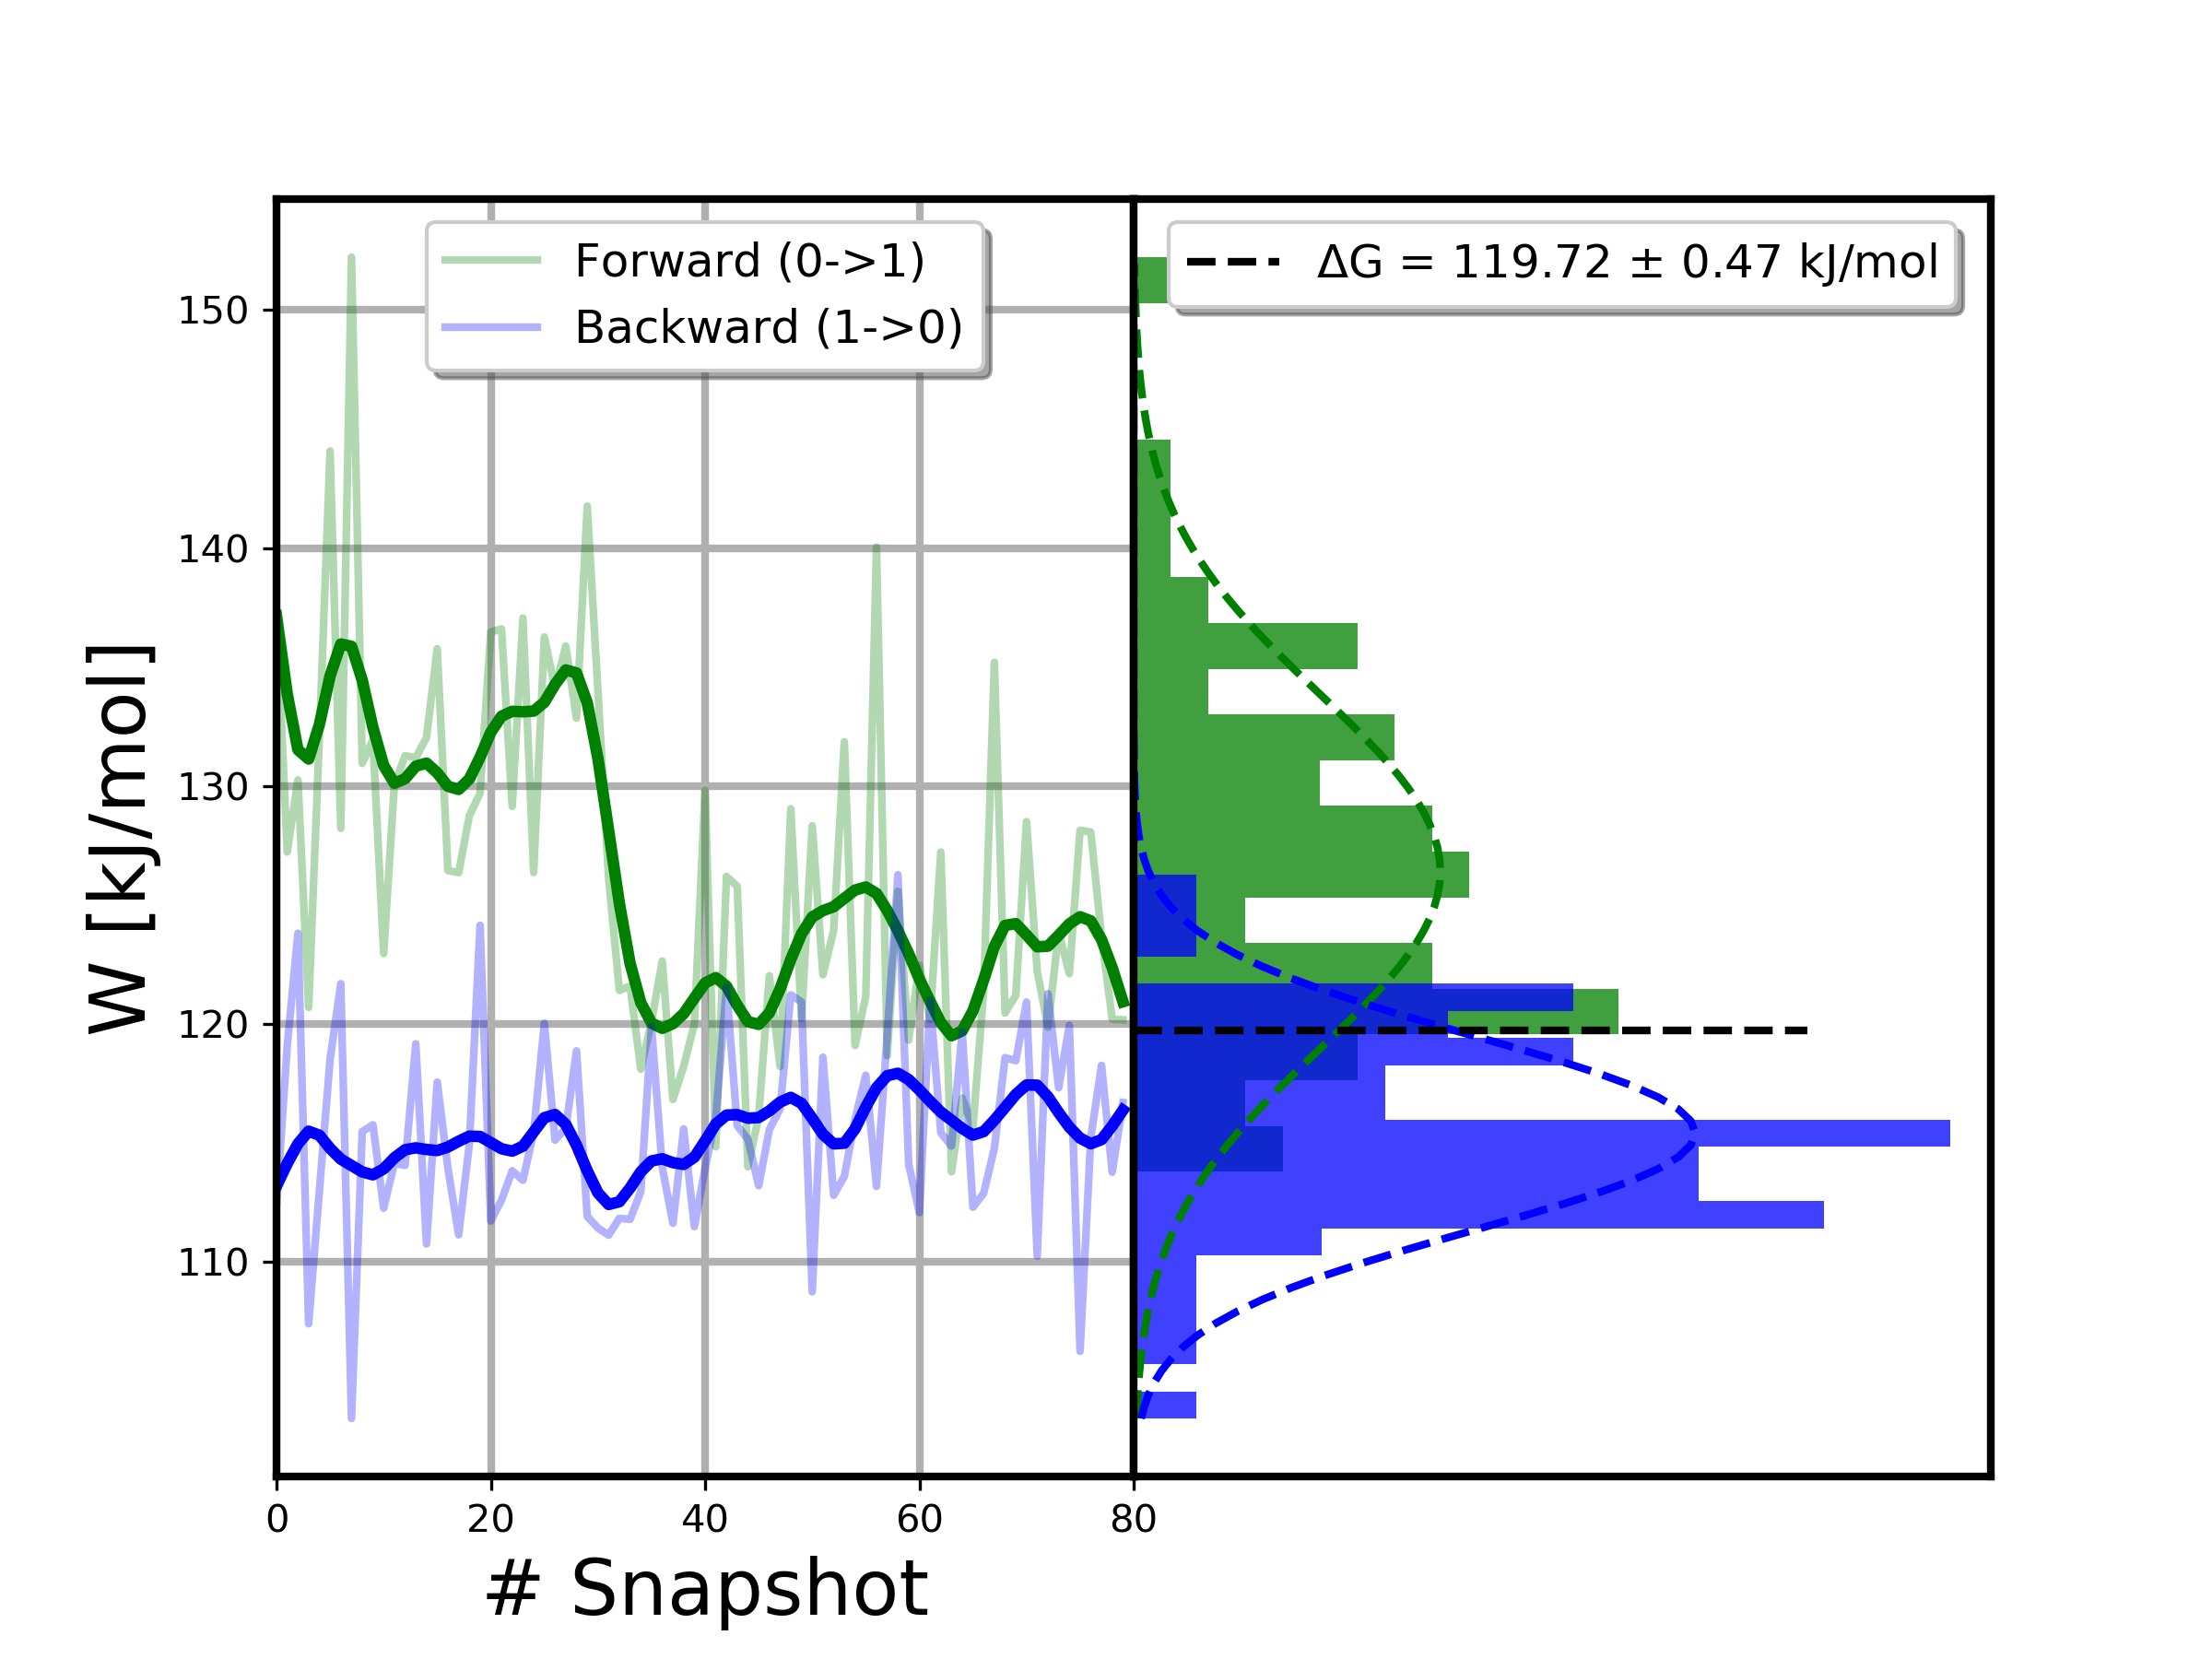 Forward (0->1)
Backward (1->0)
ΔG = 119.72 ± 0.47 kJ/mol
W [kJ/mol]
150
140
130
120
110
0 20 40 60 80
# Snapshot